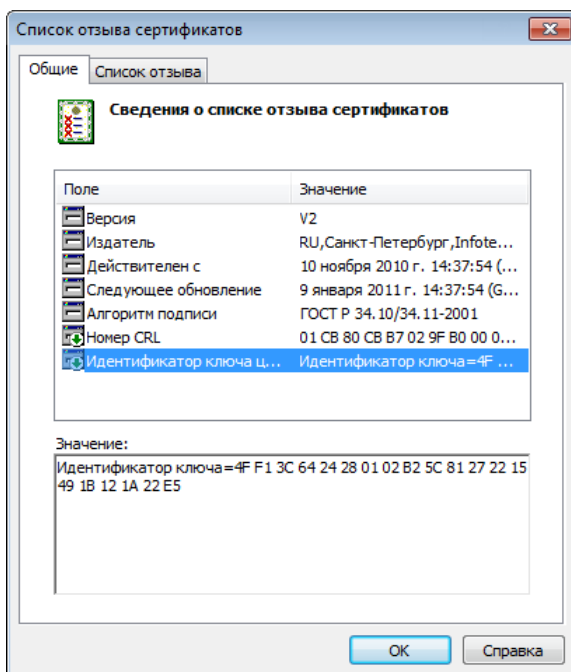 Список отзыва сертификатов
Общие Список отзыва
Сведения о списке отзыва сертификатов
Поле Значение
Версия V2
Издатель RU,Санкт-Петербург,Infote...
Действителен с 10 ноября 2010 г. 14:37:54 (...
Следующее обновление 9 января 2011 г. 14:37:54 (G...
Алгоритм подписи ГОСТ Р 34.10/34.11-2001
Номер CRL 01 CB 80 CB B7 02 9F B0 00 0...
Идентификатор ключа ц... Идентификатор ключа=4F ...
Значение:
Идентификатор ключа=4F F1 3C 64 24 28 01 02 B2 5C 81 27 22 15
49 1B 12 1A 22 E5
OK Справка